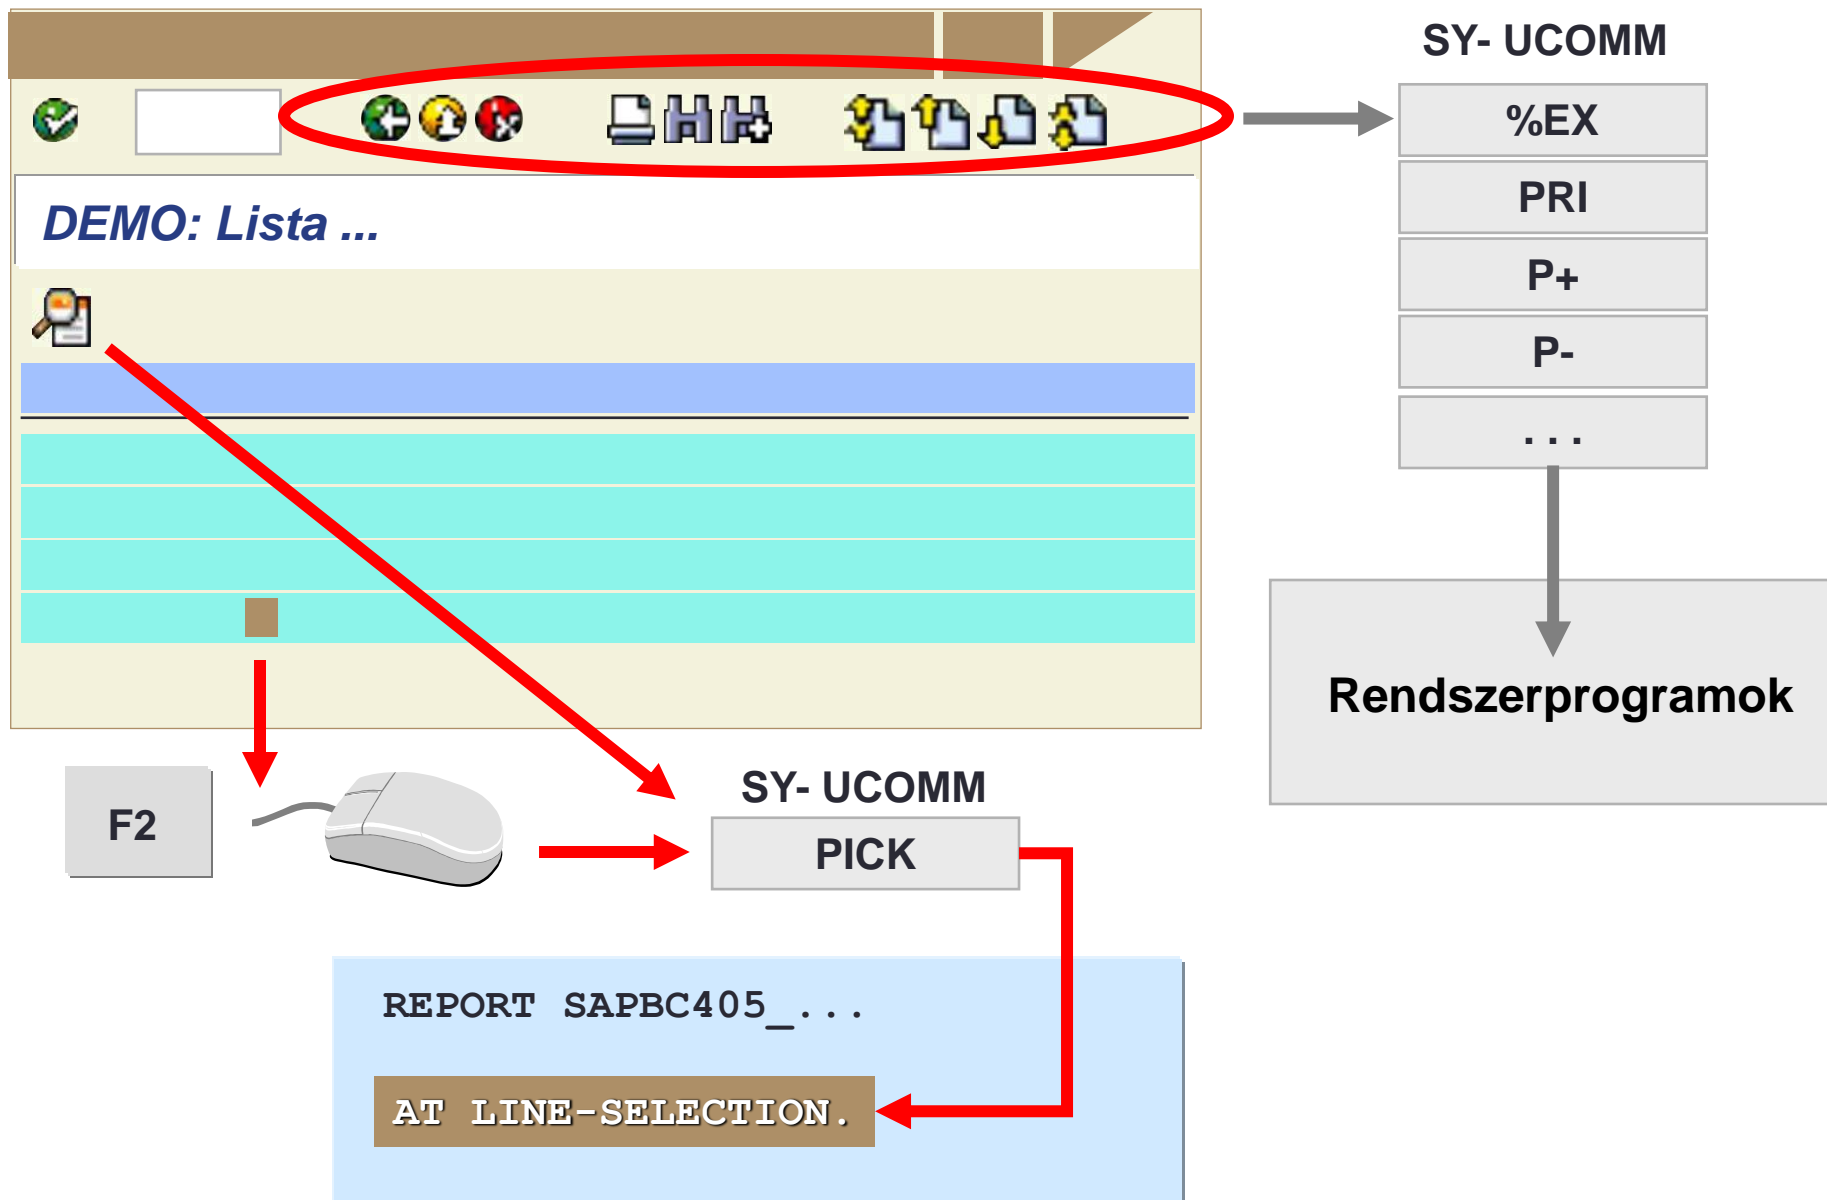 SY- UCOMM
%EX
PRI
P+
P-
. . .
Rendszerprogramok
DEMO: Lista ...
F2
SY- UCOMM
PICK
REPORT SAPBC405_...
AT LINE-SELECTION.